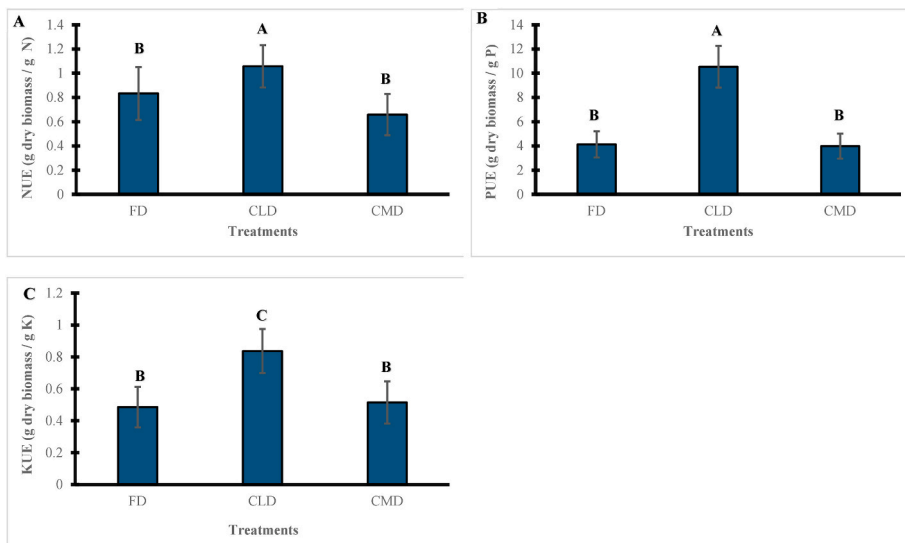 A
NUE (g dry biomass / g N)
1.4
1.2
1
0.8
0.6
0.4
0.2
0
B
A
B
FD
CLD
CMD
Treatments
B
PUE (g dry biomass / g P)
14
12
10
8
6
4
2
0
B
A
B
FD
CLD
CMD
Treatments
C
KUE (g dry biomass / g K)
1.2
1
0.8
0.6
0.4
0.2
0
B
C
B
FD
CLD
CMD
Treatments